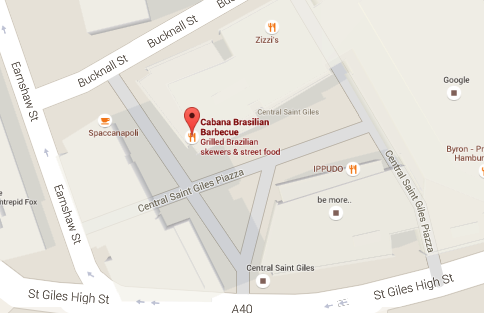 Bucknall St
Zizzi's
Earnshaw St
Bucknall St
Google
Central Saint Giles
Cabana Brasilian
Barbecue
Grilled Brazilian
skewers & street food
Spaccanapoli
Byron - Pr
Hambur
IPPUDO
Central Saint Giles Piazza
Central Saint Giles Piazza
be more..
ntrepid Fox
Earnshaw St
Central Saint Giles
St Giles High St
St Giles High St
A40